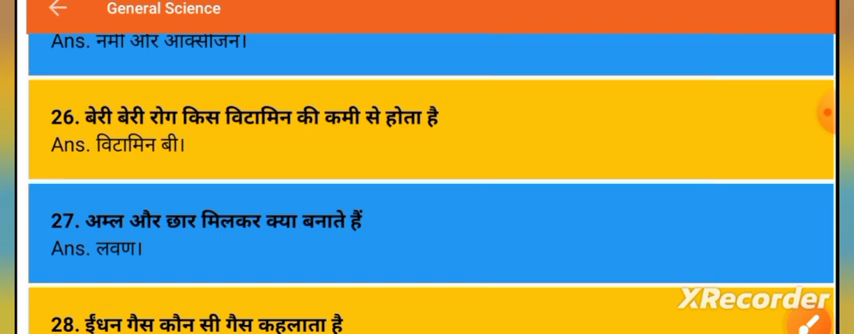 General Science
Ans. नमी और आक्सीजन।
26. बेरी बेरी रोग किस विटामिन की कमी से होता है
Ans. विटामिन बी।
27. अम्ल और छार मिलकर क्या बनाते हैं
Ans. लवण।
XRecorder
28. ईंधन गैस कौन सी गैस कहलाता है